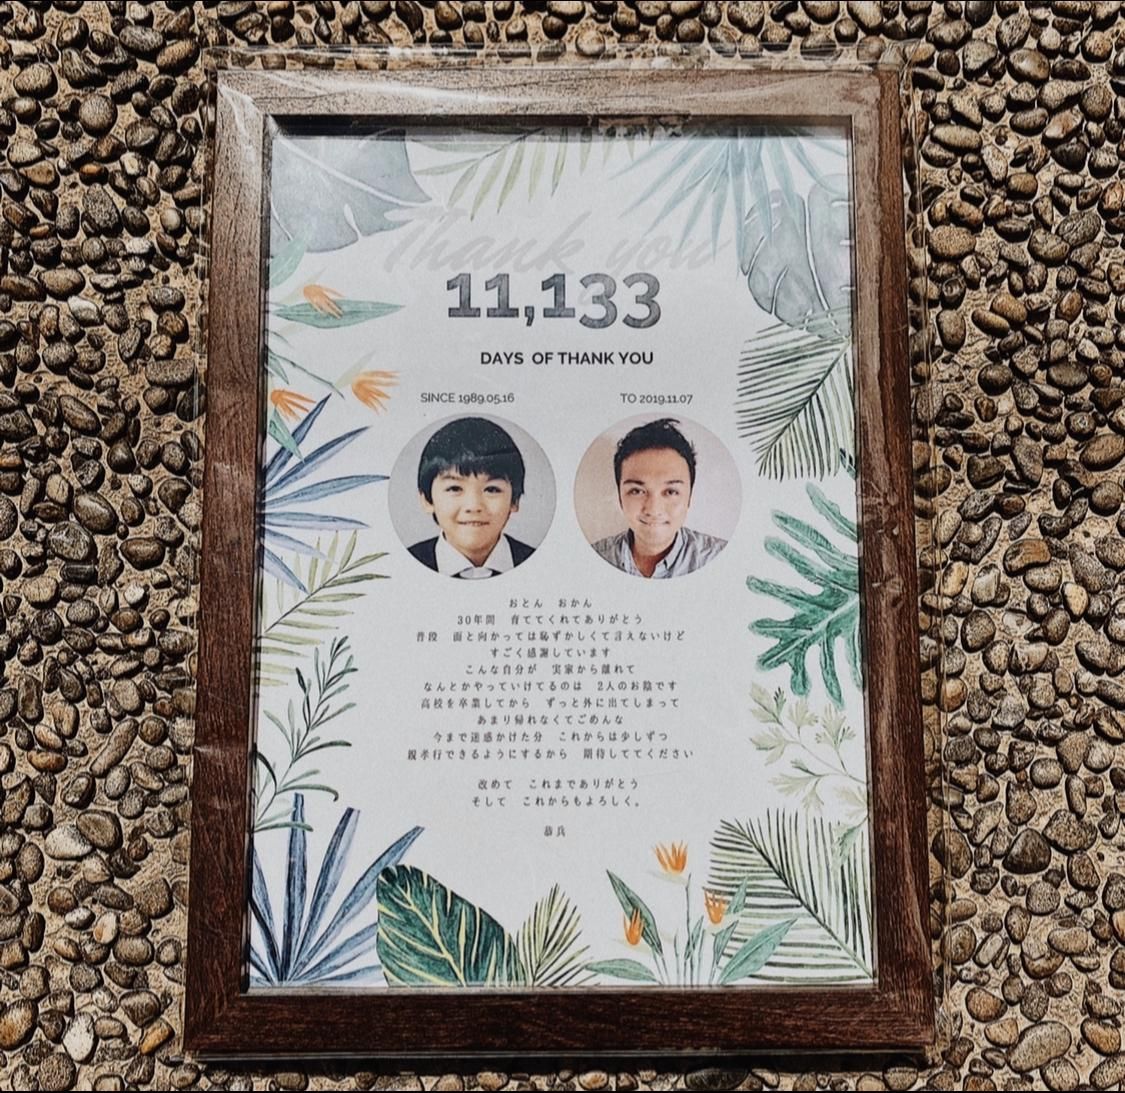 Thank you
11,133
DAYS OF THANK YOU
SINCE 1989.05.16
TO 2019.11.07
おとん　おかん
30年間　育ててくれてありがとう
普段　面と向かっては恥ずかしくて言えないけど
すごく感謝しています
こんな自分が　実家から離れて
なんとかやっていけてるのは　2人のお陰です
高校を卒業してから　ずっと外に出てしまって
あまり帰れなくてごめんな
今まで迷惑かけた分　これからは少しずつ
親孝行できるようにするから　期待しててください
改めて　これまでありがとう
そして　これからもよろしく。
恭兵